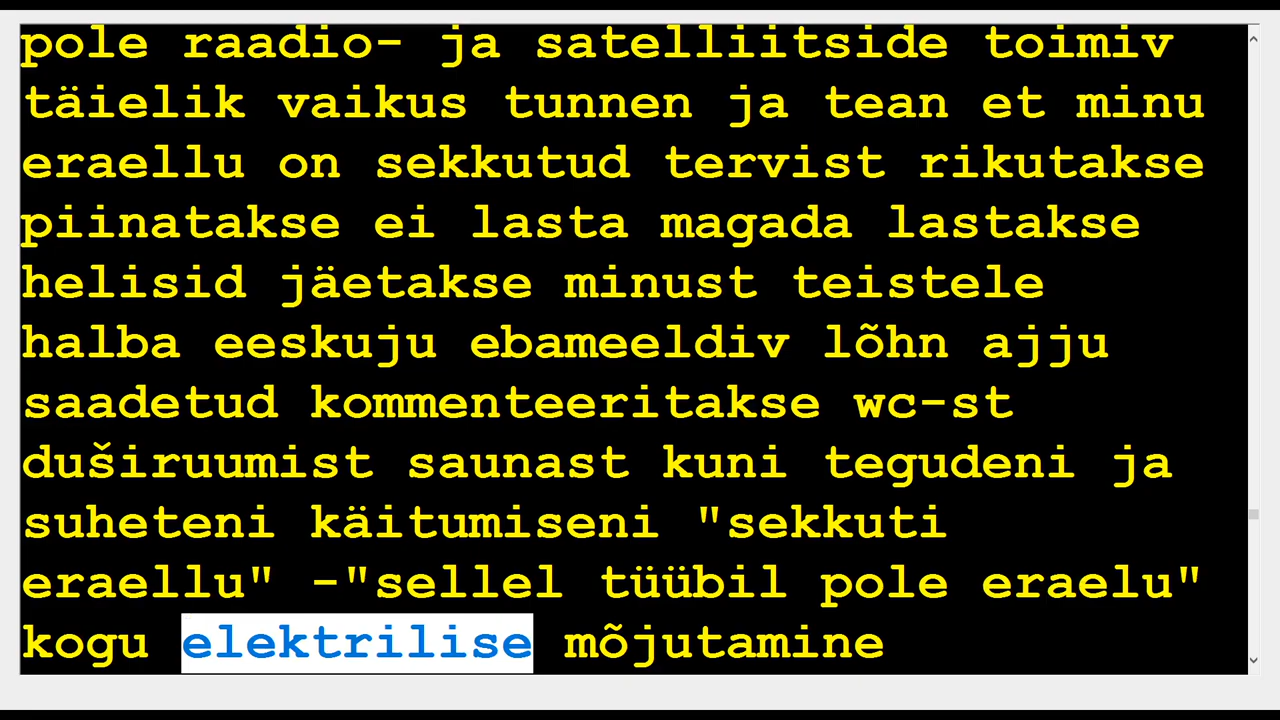 pole raadio- ja satelliitside toimiv
täielik vaikus tunnen ja tean et minu
eraellu on sekkutud tervist rikutakse
piinatakse ei lasta magada lastakse
helisid jäetakse minust teistele
halba eeskuju ebameeldiv lõhn ajju
saadetud kommenteeritakse wc-st
duširuumist saunast kuni tegudeni ja
suheteni käitumiseni "sekkuti
eraellu" -"sellel tüübil pole eraelu"
kogu elektrilise mõjutamine